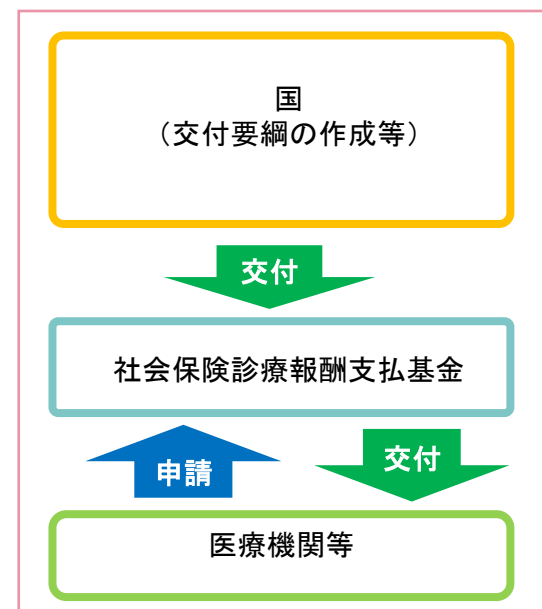 国
（交付要綱の作成等）
交付
社会保険診療報酬支払基金
申請
交付
医療機関等